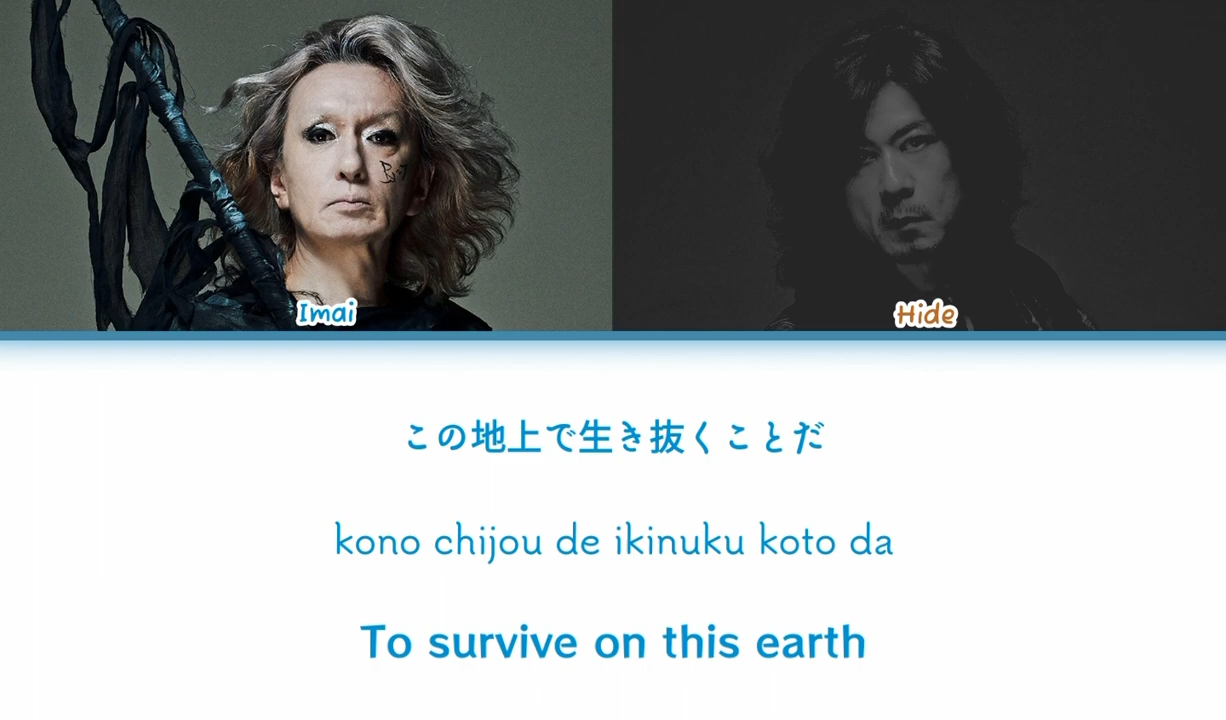 Imai
Hide
この地上で生き抜くことだ
kono chijou de ikinuku koto da
To survive on this earth